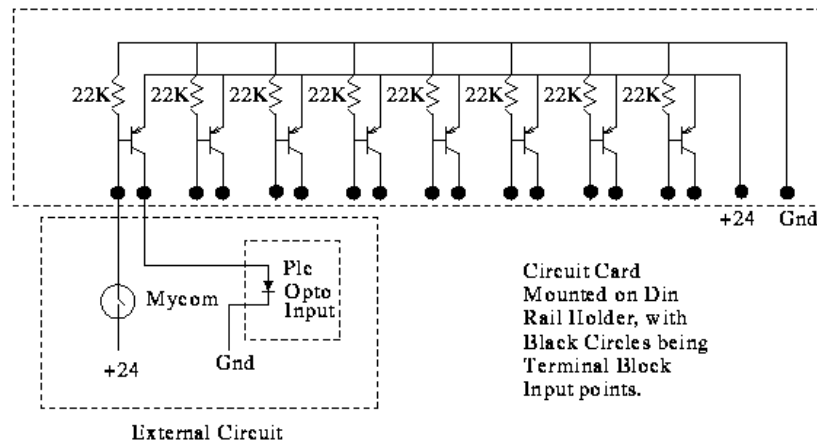 22K 22K 22K 22K 22K 22K 22K 22K
+24 Gnd
Mycom
+24
Plc
Opto
Input
Gnd
Circuit Card
Mounted on Din
Rail Holder, with
Black Circles being
Terminal Block
Input points.
External Circuit